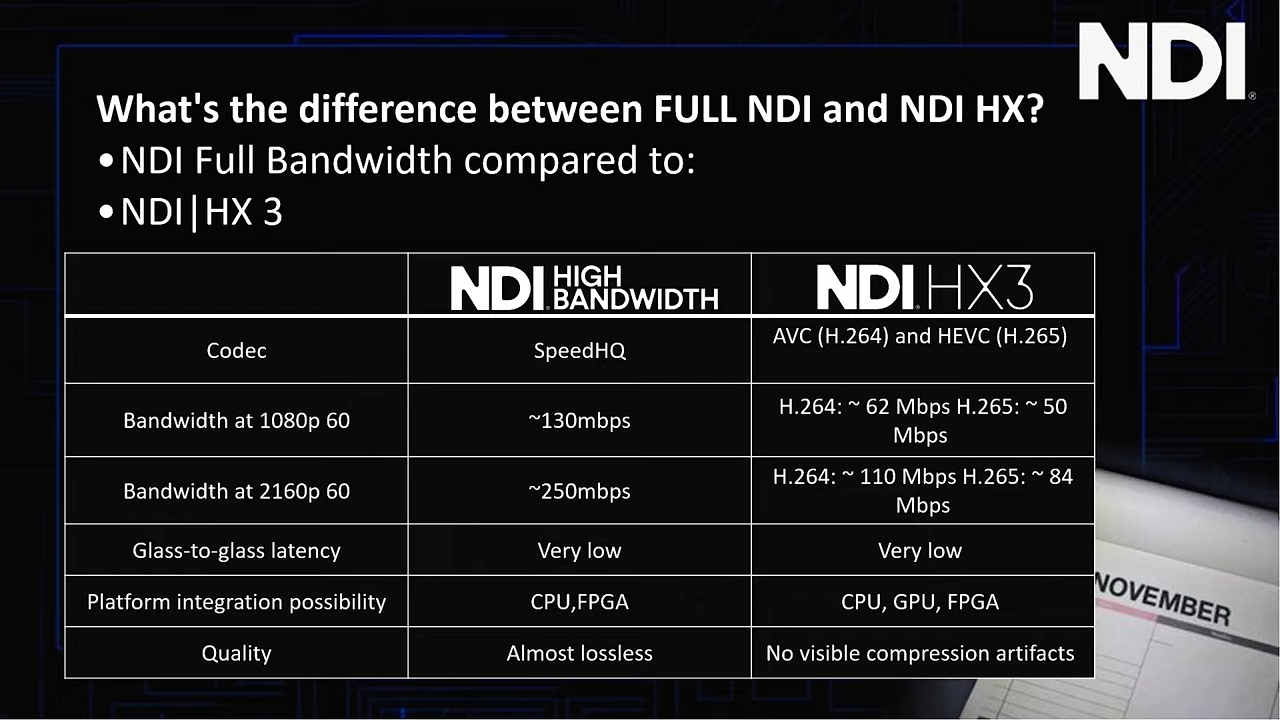 NDI®
What's the difference between FULL NDI and NDI HX?
•NDI Full Bandwidth compared to:
•NDI|HX 3
NDI HIGH BANDWIDTH
NDI HX3
Codec
SpeedHQ
AVC (H.264) and HEVC (H.265)
Bandwidth at 1080p 60
~130mbps
H.264: ~ 62 Mbps H.265: ~ 50
Mbps
Bandwidth at 2160p 60
~250mbps
H.264: ~ 110 Mbps H.265: ~ 84
Mbps
Glass-to-glass latency
Very low
Very low
Platform integration possibility
CPU,FPGA
CPU, GPU, FPGA
Quality
Almost lossless
No visible compression artifacts
NOVEMBER